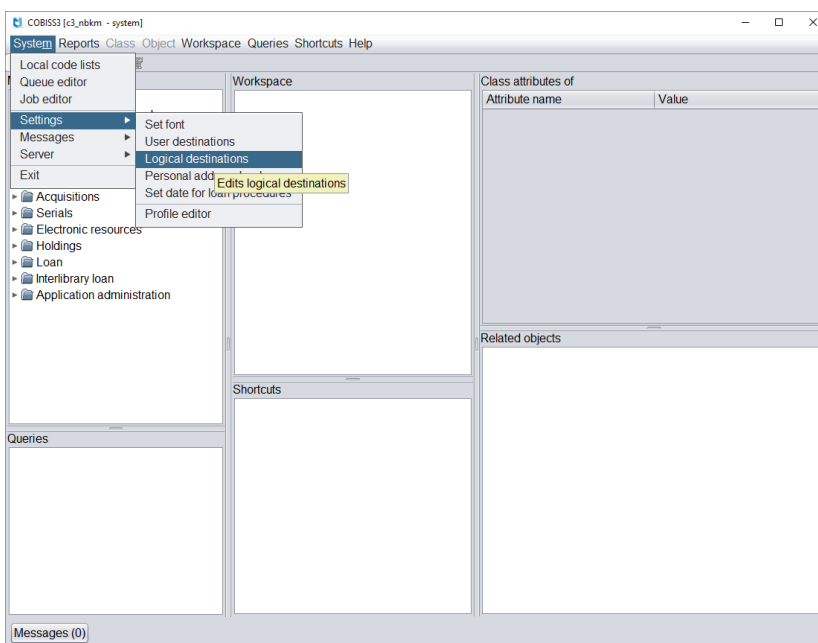 COBISS3 [c3_nbkm - system]
System Reports Class Object Workspace Queries Shortcuts Help
Local code lists
Queue editor
Job editor
Settings
Messages
Server
Exit
Set font
User destinations
Logical destinations
Personal add
Edits logical destinations
Set date for loan procedures
Profile editor
Acquisitions
Serials
Electronic resources
Holdings
Loan
Interlibrary loan
Application administration
Queries
Workspace
Shortcuts
Class attributes of
Attribute name Value
Related objects
Messages (0)